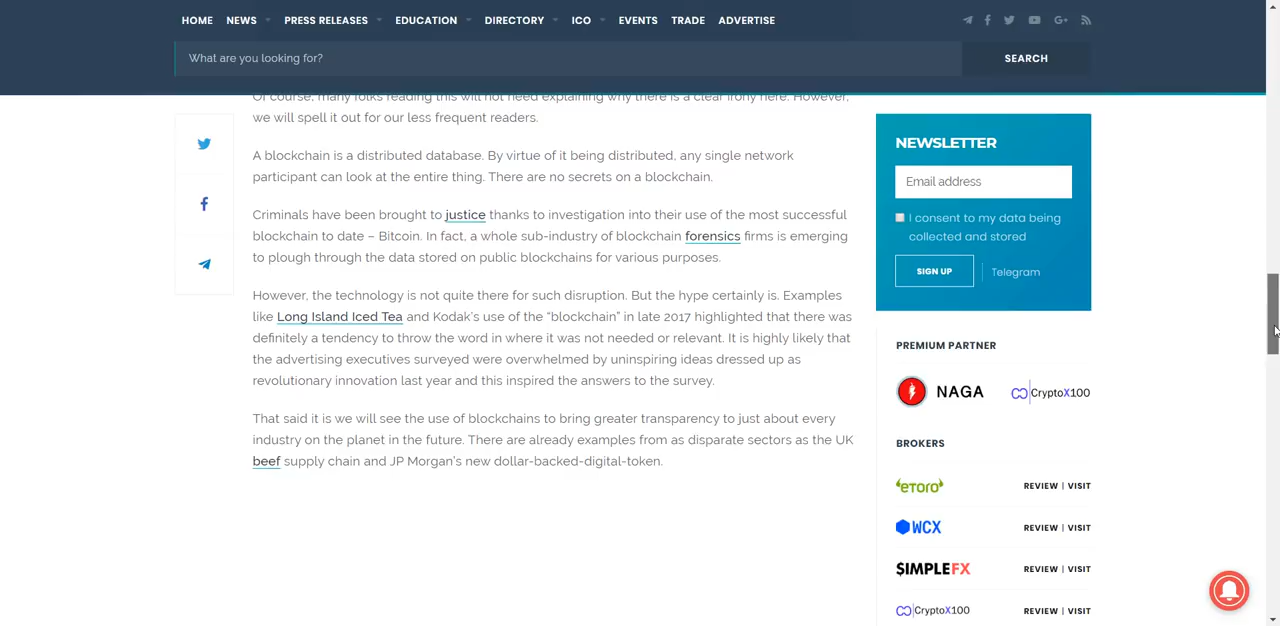 HOME NEWS PRESS RELEASES EDUCATION DIRECTORY ICO EVENTS TRADE ADVERTISE
What are you looking for? SEARCH
Of course, many folks reading this will not need explaining why there is a clear irony here. However,
we will spell it out for our less frequent readers.
A blockchain is a distributed database. By virtue of it being distributed, any single network
participant can look at the entire thing. There are no secrets on a blockchain.
Criminals have been brought to justice thanks to investigation into their use of the most successful
blockchain to date – Bitcoin. In fact, a whole sub-industry of blockchain forensics firms is emerging
to plough through the data stored on public blockchains for various purposes.
However, the technology is not quite there for such disruption. But the hype certainly is. Examples
like Long Island Iced Tea and Kodak's use of the “blockchain” in late 2017 highlighted that there was
definitely a tendency to throw the word in where it was not needed or relevant. It is highly likely that
the advertising executives surveyed were overwhelmed by uninspiring ideas dressed up as
revolutionary innovation last year and this inspired the answers to the survey.
That said it is we will see the use of blockchains to bring greater transparency to just about every
industry on the planet in the future. There are already examples from as disparate sectors as the UK
beef supply chain and JP Morgan's new dollar-backed-digital-token.
NEWSLETTER
Email address
I consent to my data being
collected and stored
SIGN UP Telegram
PREMIUM PARTNER
NAGA CryptoX100
BROKERS
eToro REVIEW | VISIT
WCX REVIEW | VISIT
$IMPLEFX REVIEW | VISIT
CryptoX100 REVIEW | VISIT